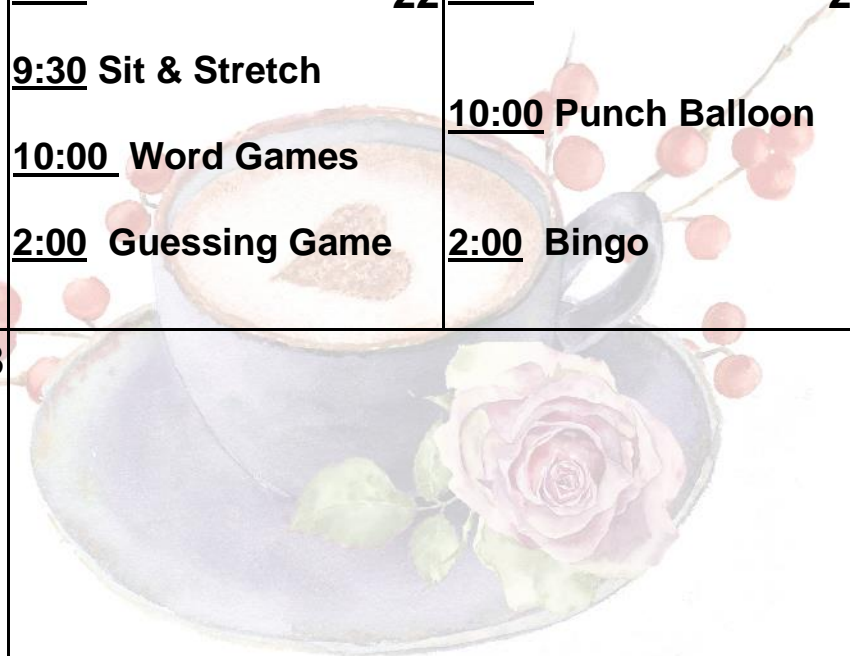 22
9:30 Sit & Stretch
10:00 Word Games
2:00 Guessing Game
10:00 Punch Balloon
2:00 Bingo